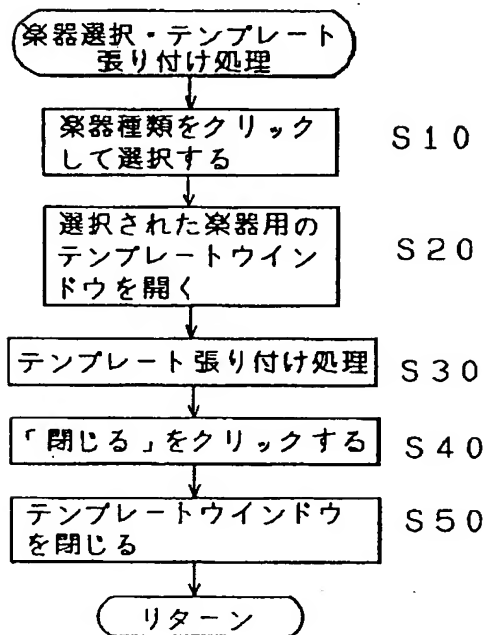 楽器選択・テンプレート
張り付け処理
楽器種類をクリック
して選択する
S10
選択された楽器用の
テンプレートウイン
ドウを開く
S20
テンプレート張り付け処理
S30
「閉じる」をクリックする
S40
テンプレートウインドウ
を閉じる
S50
リターン